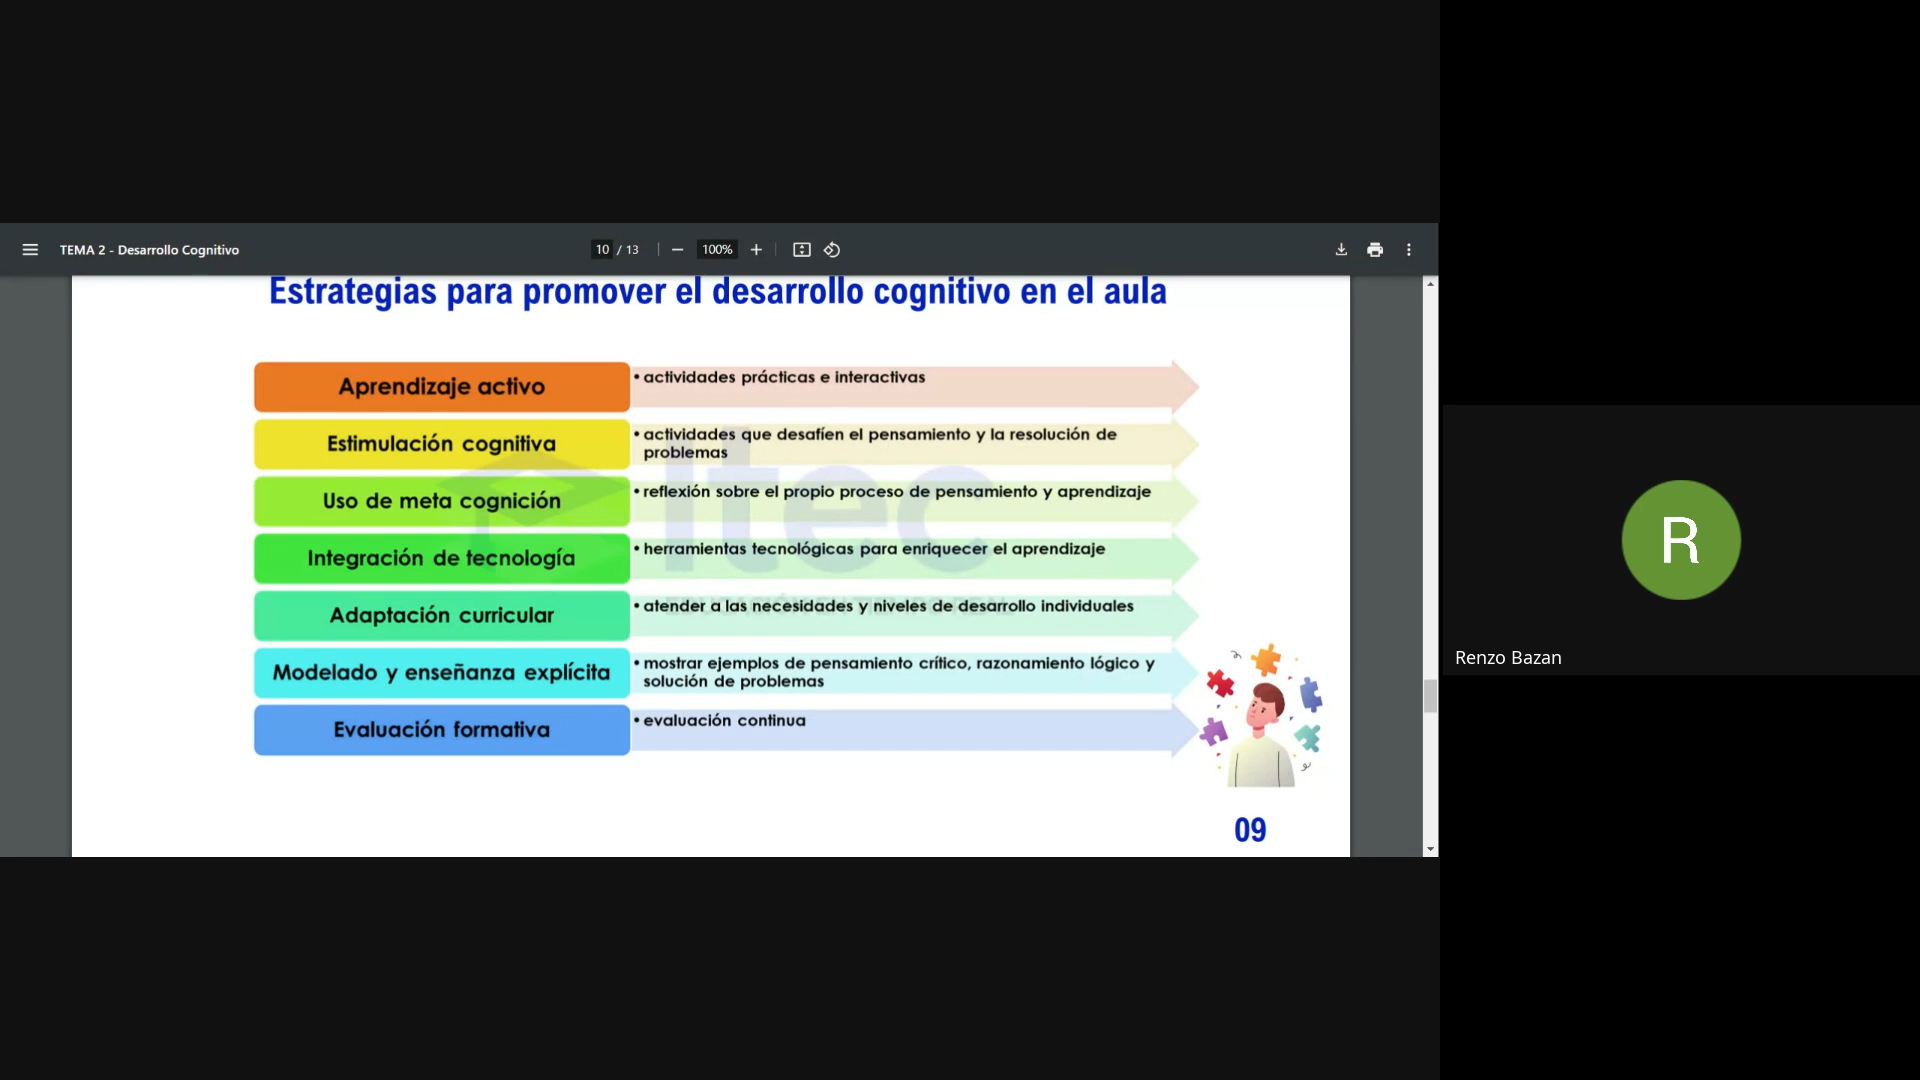 TEMA 2 - Desarrollo Cognitivo
10 / 13
100%
Estrategias para promover el desarrollo cognitivo en el aula
Aprendizaje activo
• actividades prácticas e interactivas
Estimulación cognitiva
• actividades que desafíen el pensamiento y la resolución de
problemas
Uso de meta cognición
• reflexión sobre el propio proceso de pensamiento y aprendizaje
Integración de tecnología
• herramientas tecnológicas para enriquecer el aprendizaje
Adaptación curricular
• atender a las necesidades y niveles de desarrollo individuales
Modelado y enseñanza explícita
• mostrar ejemplos de pensamiento crítico, razonamiento lógico y
solución de problemas
Evaluación formativa
• evaluación continua
Itec
09
R
Renzo Bazan